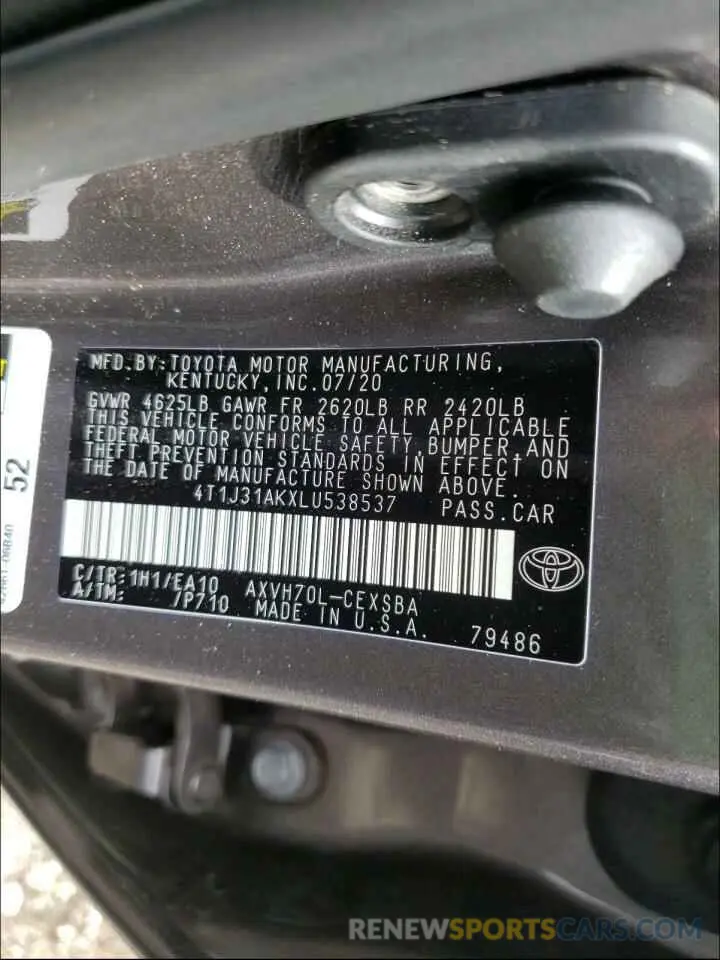 MFD.BY:TOYOTA MOTOR MANUFACTURING,
KENTUCKY,INC.07/20
GVWR 4625LB GAWR FR 2620LB RR 2420LB
THIS VEHICLE CONFORMS TO ALL APPLICABLE
FEDERAL MOTOR VEHICLE SAFETY,BUMPER,AND
THEFT PREVENTION STANDARDS IN EFFECT ON
THE DATE OF MANUFACTURE SHOWN ABOVE.
4T1J31AKXLU538537 PASS.CAR
C/TR:1H1/EA10 AXVH70L-CEXSBA
A/TM: /P710 MADE IN U.S.A. 79486
52
RENEWSPORTSCARS.COM